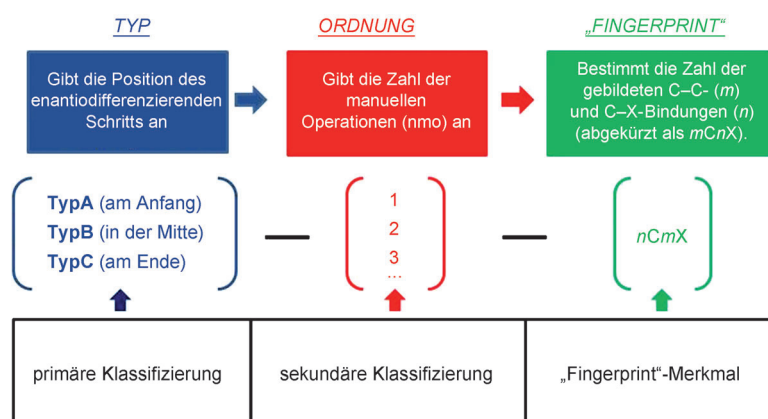 TYP
ORDNUNG
„FINGERPRINT“
Gibt die Position des
enantiodifferenzierenden
Schritts an
Gibt die Zahl der
manuellen
Operationen (nmo) an
Bestimmt die Zahl der
gebildeten C–C- (m)
und C–X-Bindungen (n)
(abgekürzt als mCnX).
TypA (am Anfang)
TypB (in der Mitte)
TypC (am Ende)
1
2
3
...
nCmX
primäre Klassifizierung
sekundäre Klassifizierung
„Fingerprint“-Merkmal